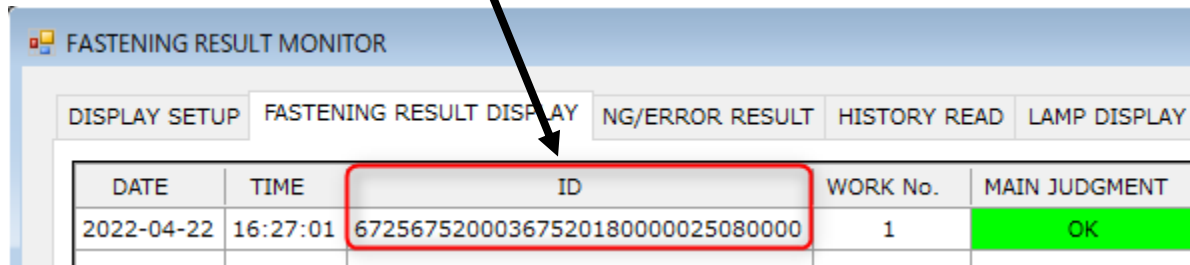 FASTENING RESULT MONITOR
DISPLAY SETUP FASTENING RESULT DISPLAY NG/ERROR RESULT HISTORY READ LAMP DISPLAY
DATE TIME ID WORK No. MAIN JUDGMENT
2022-04-22 16:27:01 67256752000367520180000025080000 1 OK